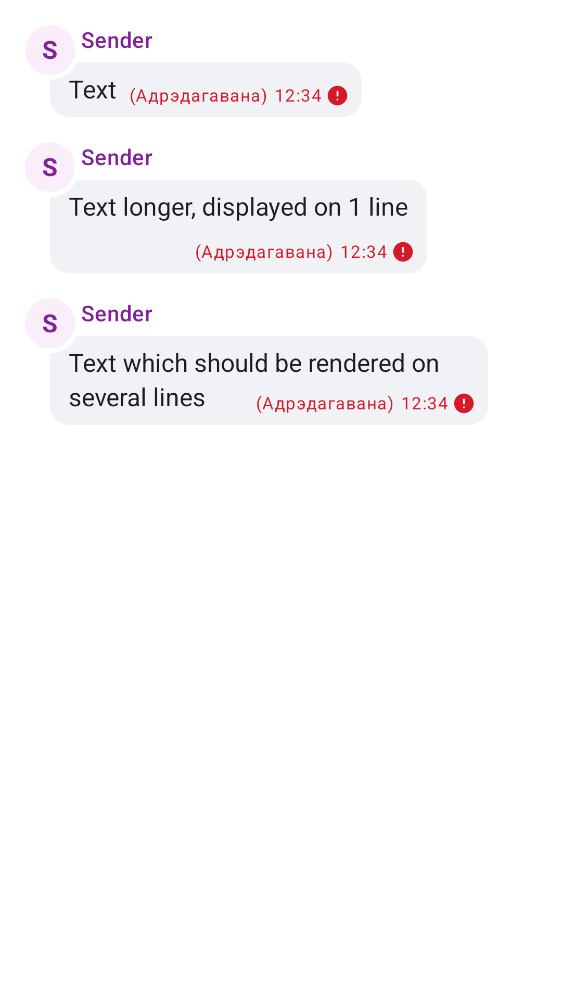 S Sender
Text (Адрэдагавана) 12:34
S Sender
Text longer, displayed on 1 line
(Адрэдагавана) 12:34
S Sender
Text which should be rendered on
several lines (Адрэдагавана) 12:34